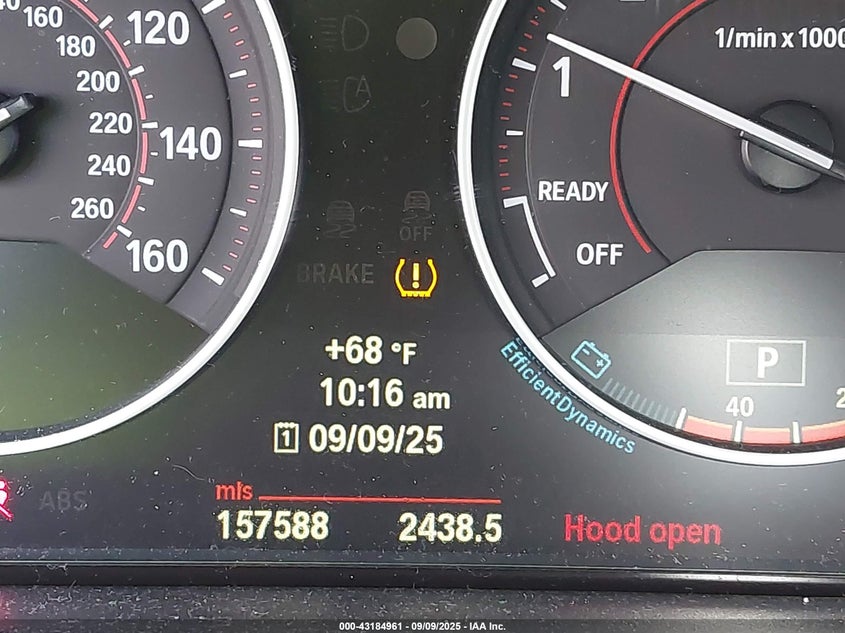 160
180
200
220
240
260
120
140
160
A
OFF
BRAKE
+68 °F
10:16 am
1 09/09/25
ABS
mls
157588 2438.5
1/min x 1000
1
READY
OFF
EfficientDynamics
P
40
Hood open
000-43184961 - 09/09/2025 - IAA Inc.